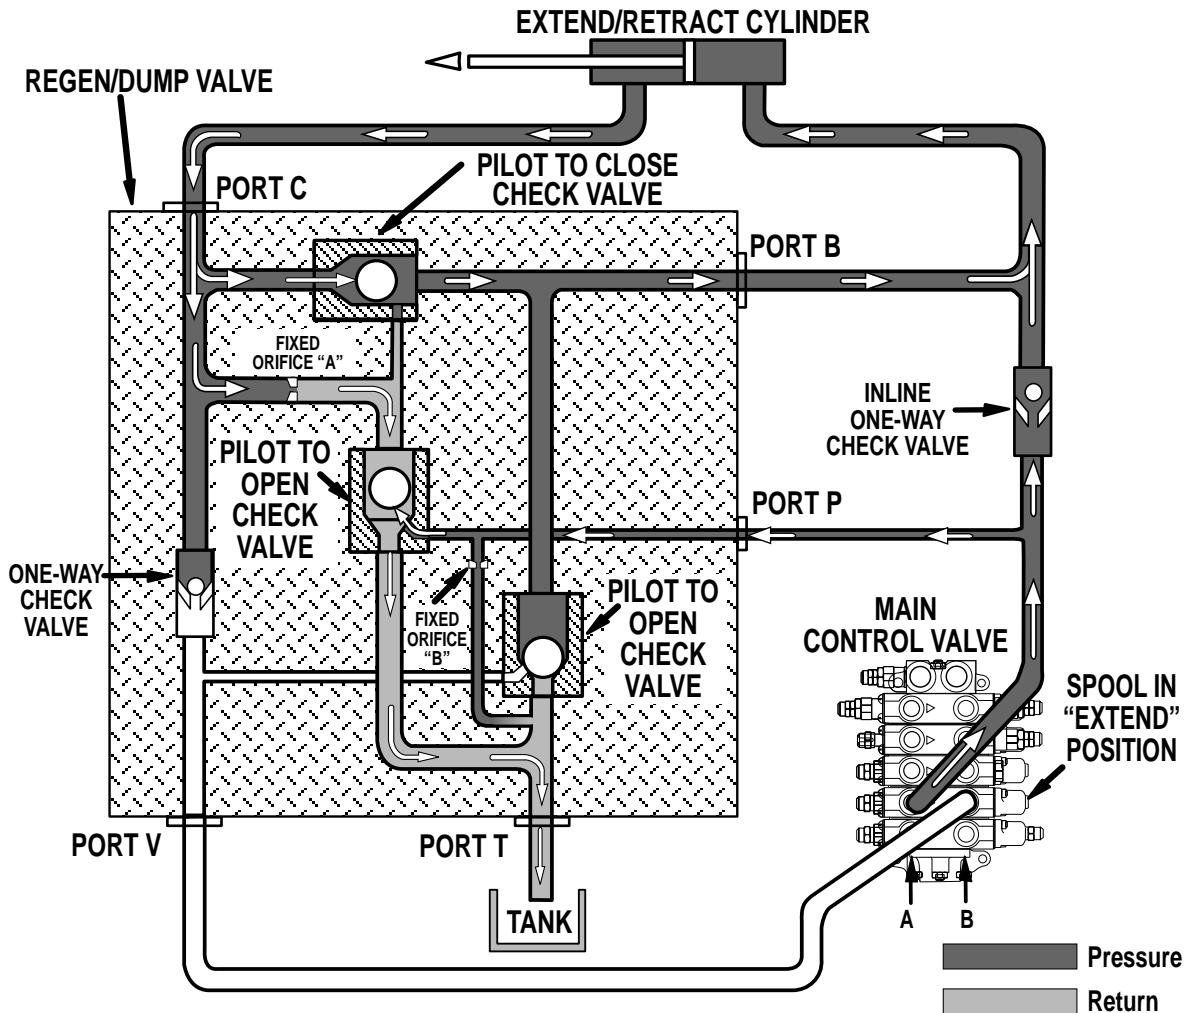 EXTEND/RETRACT CYLINDER
REGEN/DUMP VALVE
PILOT TO CLOSE
CHECK VALVE
PORT C
PORT B
FIXED
ORIFICE “A”
INLINE
ONE-WAY
CHECK VALVE
PILOT TO
OPEN
CHECK
VALVE
PORT P
ONE-WAY
CHECK
VALVE
FIXED
ORIFICE
“B”
PILOT TO
OPEN
CHECK
VALVE
MAIN
CONTROL VALVE
SPOOL IN
“EXTEND”
POSITION
PORT V
PORT T
TANK
A
B
Pressure
Return